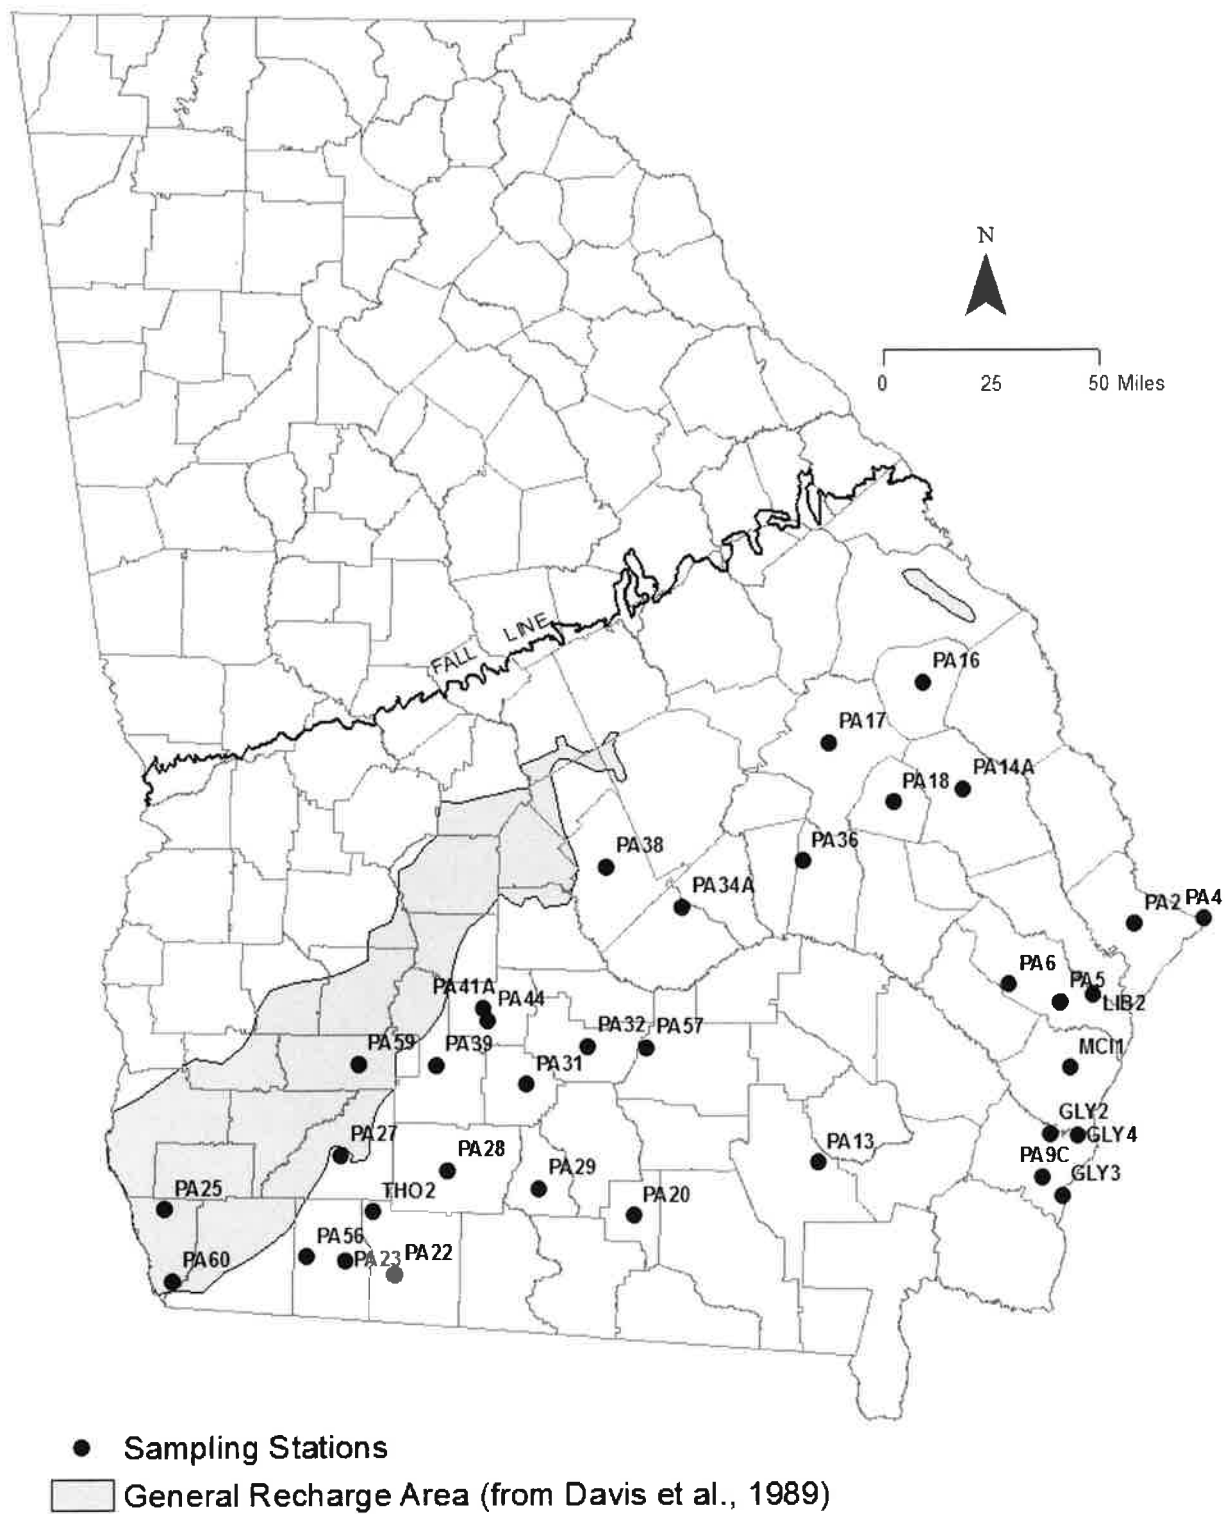 N
0 25 50 Miles
FALL LINE
PA16
PA17
PA14A
PA18
PA38
PA36
PA34A
PA2
PA4
PA6
PA5
LIB2
PA41A
PA44
PA32
PA57
PA59
PA39
PA31
MCI1
GLY2
GLY4
PA27
PA28
PA13
PA9C
GLY3
PA29
PA25
THO2
PA20
PA56
PA23
PA22
PA60
Sampling Stations
General Recharge Area (from Davis et al., 1989)